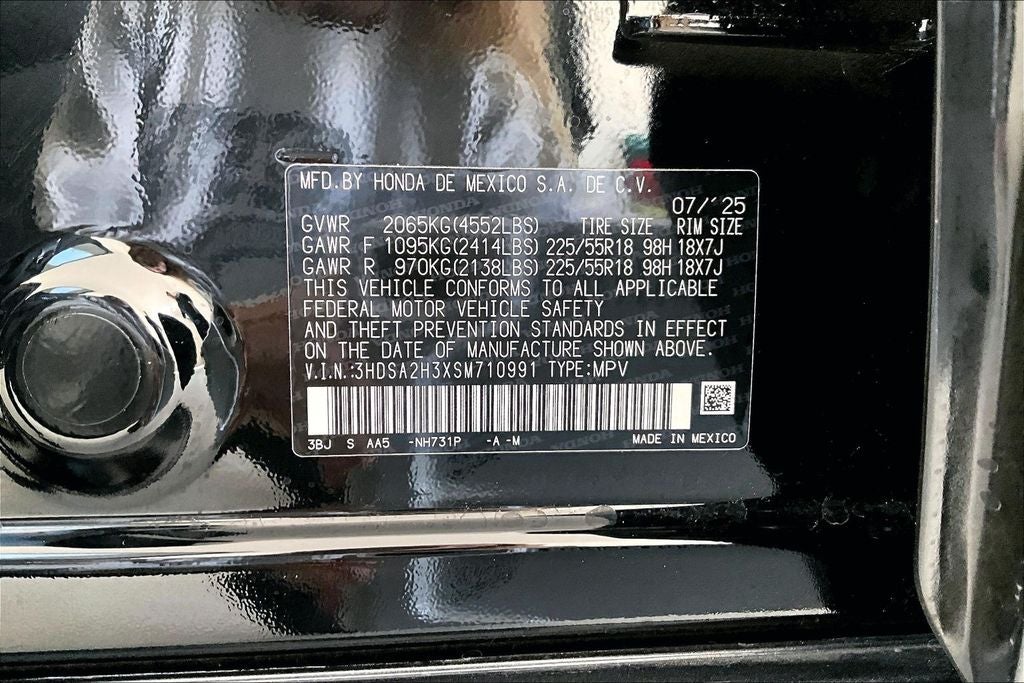 MFD.BY HONDA DE MEXICO S.A. DE C.V.
07/'25
GVWR 2065KG(4552LBS) TIRE SIZE RIM SIZE
GAWR F 1095KG(2414LBS) 225/55R18 98H 18X7J
GAWR R 970KG(2138LBS) 225/55R18 98H 18X7J
THIS VEHICLE CONFORMS TO ALL APPLICABLE
FEDERAL MOTOR VEHICLE SAFETY
AND THEFT PREVENTION STANDARDS IN EFFECT
ON THE DATE OF MANUFACTURE SHOWN ABOVE.
V.I.N.:3HDSA2H3XSM710991 TYPE:MPV
3BJ S AA5 -NH731P -A -M MADE IN MEXICO